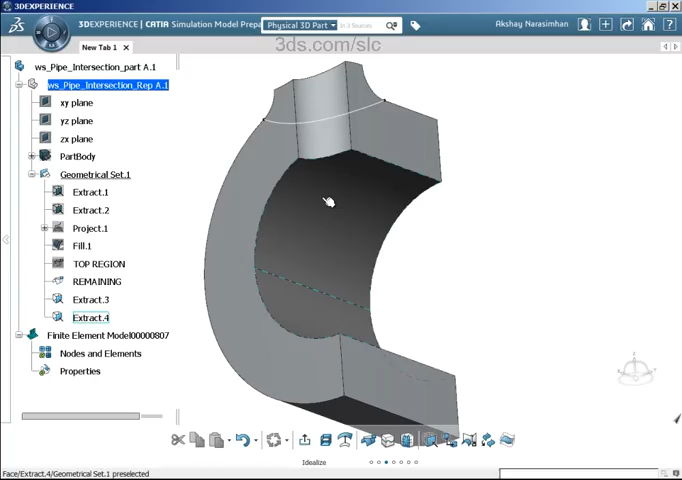 3DEXPERIENCE
3DEXPERIENCE | CATIA Simulation Model Prepa
Physical 3D Part
in 3 Sources
Akshay Narasimhan
New Tab 1
3ds.com/slc
ws_Pipe_Intersection_part A.1
ws_Pipe_Intersection_Rep A.1
xy plane
yz plane
zx plane
PartBody
Geometrical Set.1
Extract.1
Extract.2
Project.1
Fill.1
TOP REGION
REMAINING
Extract.3
Extract.4
Finite Element Model00000807
Nodes and Elements
Properties
Idealize
Face/Extract.4/Geometrical Set.1 preselected